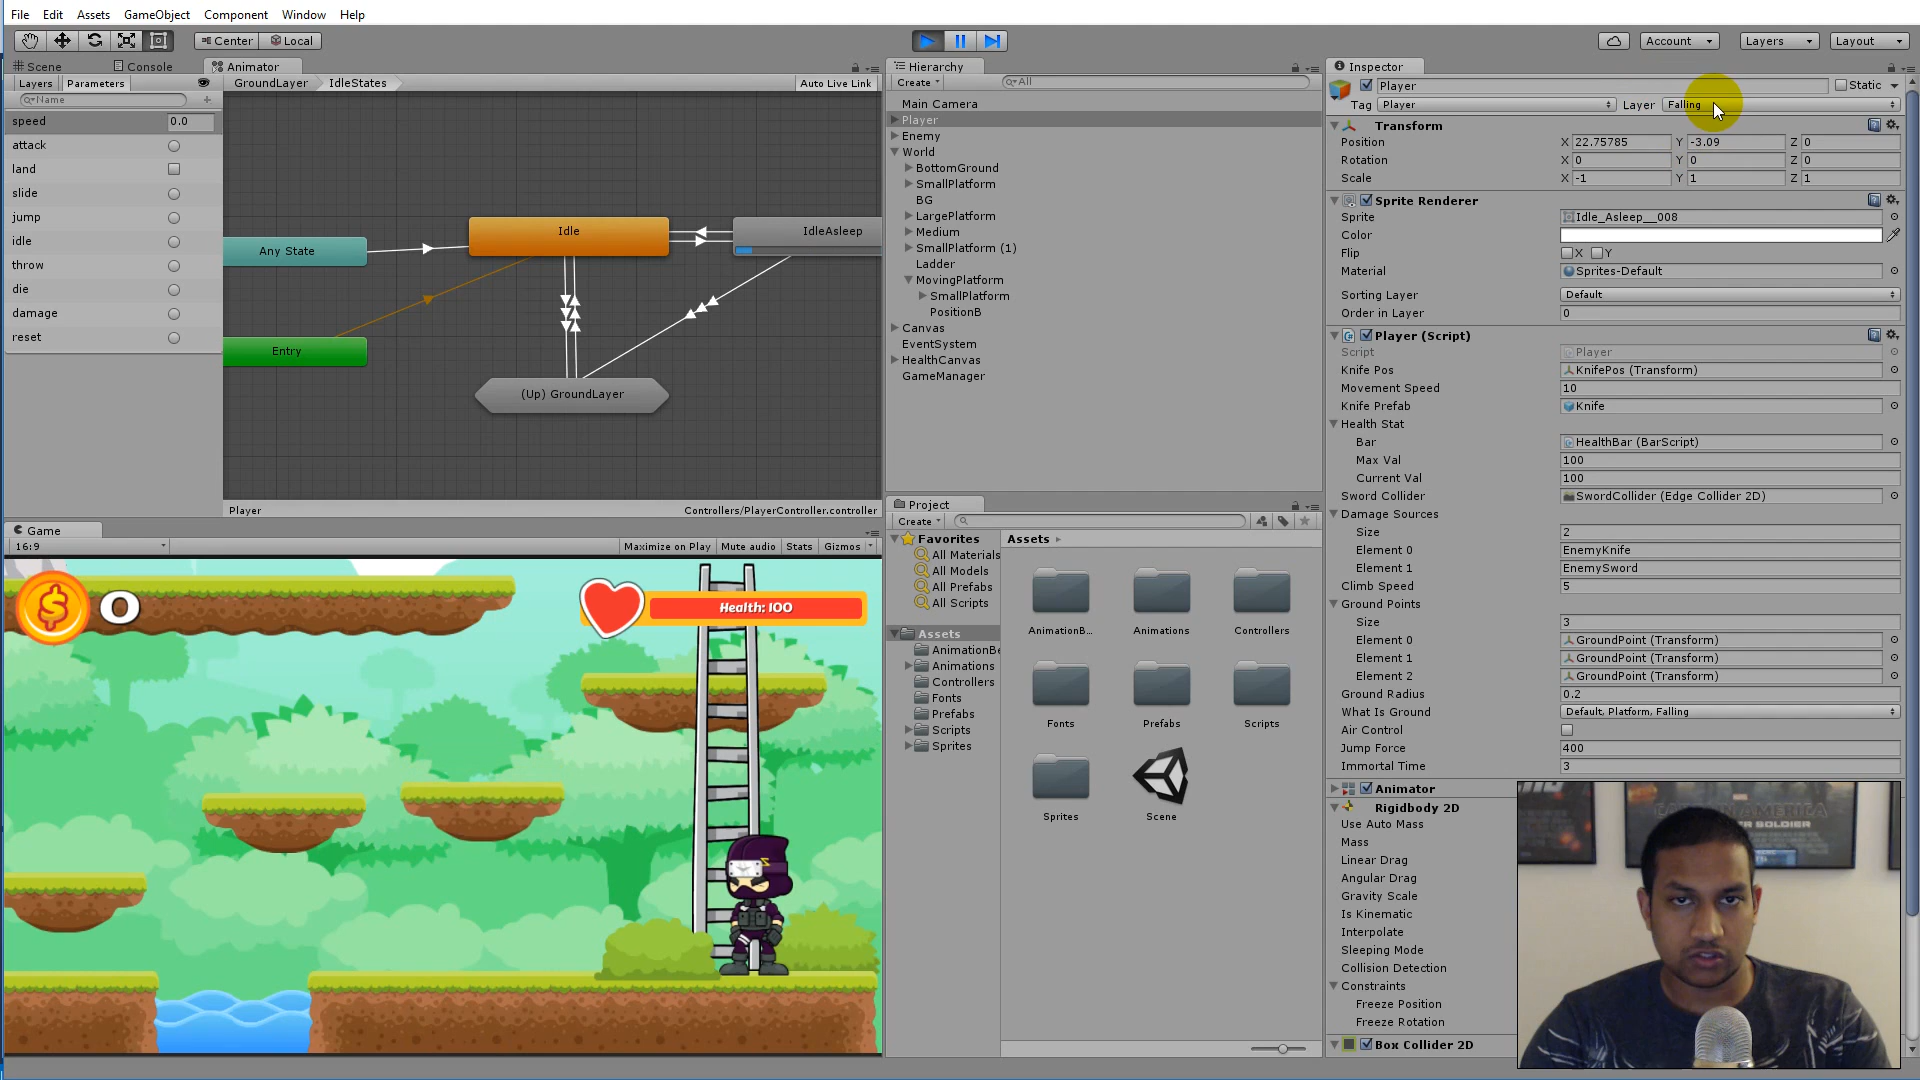 File Edit Assets GameObject Component Window Help
Center Local
Account Layers Layout
Scene Console Animator
Layers Parameters
GroundLayer IdleStates Auto Live Link
Name
speed 0.0
attack
land
slide
jump
idle
throw
die
damage
reset
Any State
Idle
IdleAsleep
Entry
(Up) GroundLayer
Player Controllers/PlayerController.controller
Game
16:9 Maximize on Play Mute audio Stats Gizmos
$ 0
Health: 100
Hierarchy
Create All
Main Camera
Player
Enemy
World
BottomGround
SmallPlatform
BG
LargePlatform
Medium
SmallPlatform (1)
Ladder
MovingPlatform
SmallPlatform
PositionB
Canvas
EventSystem
HealthCanvas
GameManager
Project
Create
Favorites
All Materials
All Models
All Prefabs
All Scripts
Assets
AnimationBe
Animations
Controllers
Fonts
Prefabs
Scripts
Sprites
Assets
AnimationB... Animations Controllers
Fonts Prefabs Scripts
Sprites Scene
Inspector
Player Static
Tag Player Layer Falling
Transform
Position X 22.75785 Y -3.09 Z 0
Rotation X 0 Y 0 Z 0
Scale X -1 Y 1 Z 1
Sprite Renderer
Sprite Idle_Asleep__008
Color
Flip X Y
Material Sprites-Default
Sorting Layer Default
Order in Layer 0
Player (Script)
Script Player
Knife Pos KnifePos (Transform)
Movement Speed 10
Knife Prefab Knife
Health Stat
Bar HealthBar (BarScript)
Max Val 100
Current Val 100
Sword Collider SwordCollider (Edge Collider 2D)
Damage Sources
Size 2
Element 0 EnemyKnife
Element 1 EnemySword
Climb Speed 5
Ground Points
Size 3
Element 0 GroundPoint (Transform)
Element 1 GroundPoint (Transform)
Element 2 GroundPoint (Transform)
Ground Radius 0.2
What Is Ground Default, Platform, Falling
Air Control
Jump Force 400
Immortal Time 3
Animator
Rigidbody 2D
Use Auto Mass
Mass
Linear Drag
Angular Drag
Gravity Scale
Is Kinematic
Interpolate
Sleeping Mode
Collision Detection
Constraints
Freeze Position
Freeze Rotation
Box Collider 2D